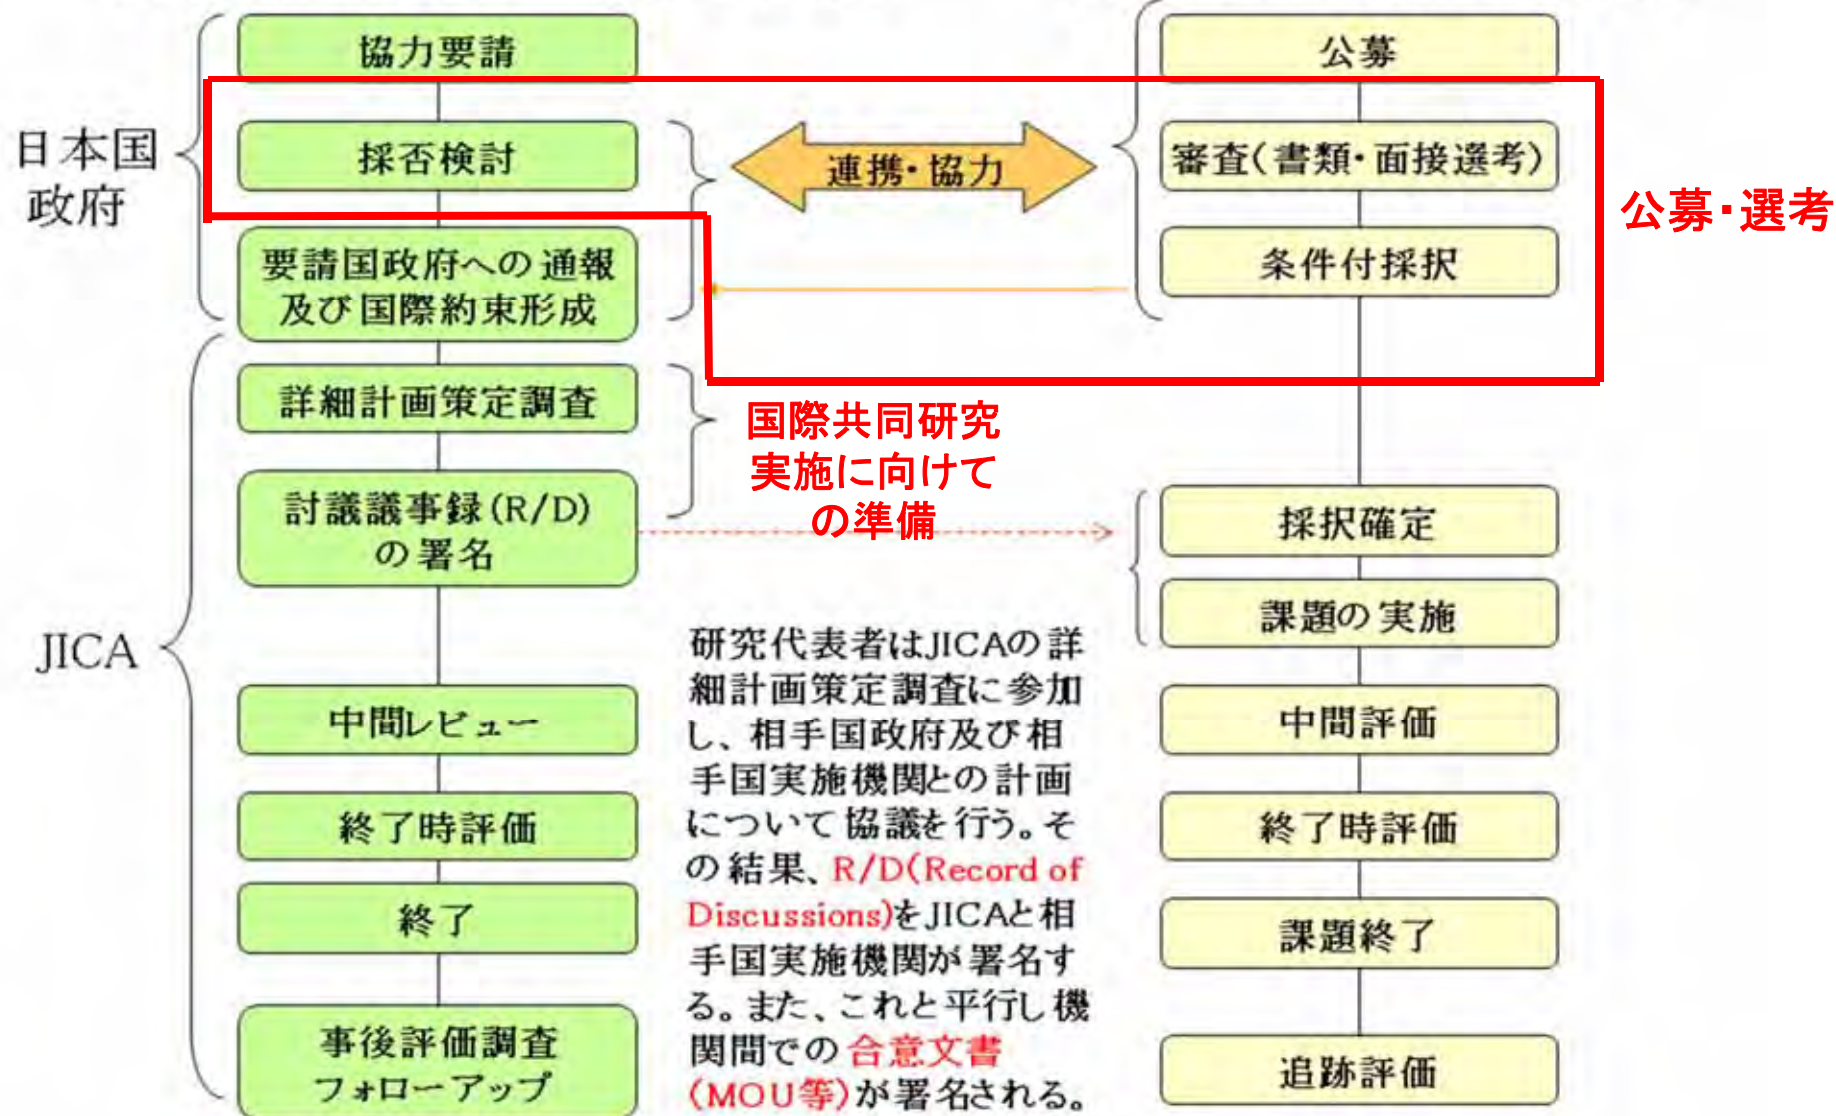 日本国
政府
協力要請
採否検討
要請国政府への通報
及び国際約束形成
JICA
詳細計画策定調査
討議議事録(R/D)
の署名
中間レビュー
終了時評価
終了
事後評価調査
フォローアップ
連携・協力
国際共同研究
実施に向けて
の準備
研究代表者はJICAの詳
細計画策定調査に参加
し、相手国政府及び相
手国実施機関との計画
について協議を行う。そ
の結果、R/D(Record of
Discussions)をJICAと相
手国実施機関が署名す
る。また、これと平行し機
関間での合意文書
(MOU等)が署名される。
公募
審査(書類・面接選考)
条件付採択
公募・選考
採択確定
課題の実施
中間評価
終了時評価
課題終了
追跡評価